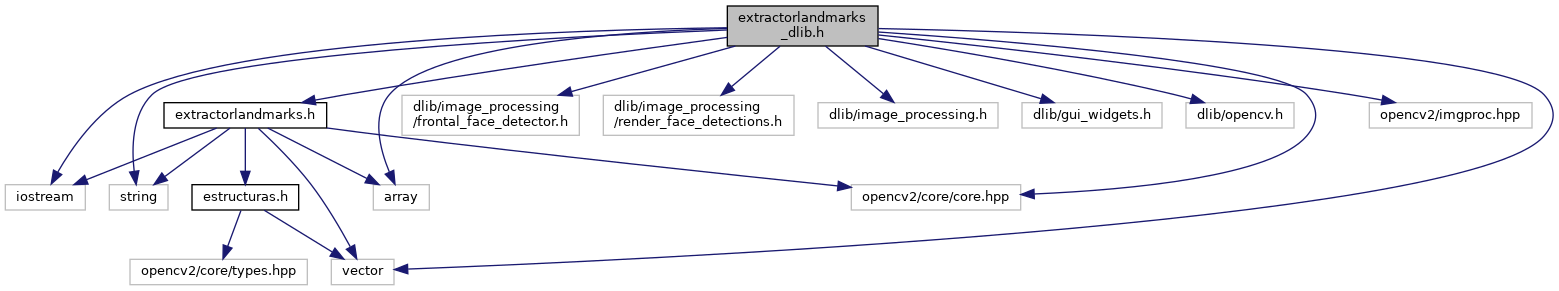 extractorlandmarks
_dlib.h
extractorlandmarks.h
dlib/image_processing
/frontal_face_detector.h
dlib/image_processing
/render_face_detections.h
dlib/image_processing.h
dlib/gui_widgets.h
dlib/opencv.h
opencv2/imgproc.hpp
iostream
string
estructuras.h
array
opencv2/core/core.hpp
opencv2/core/types.hpp
vector